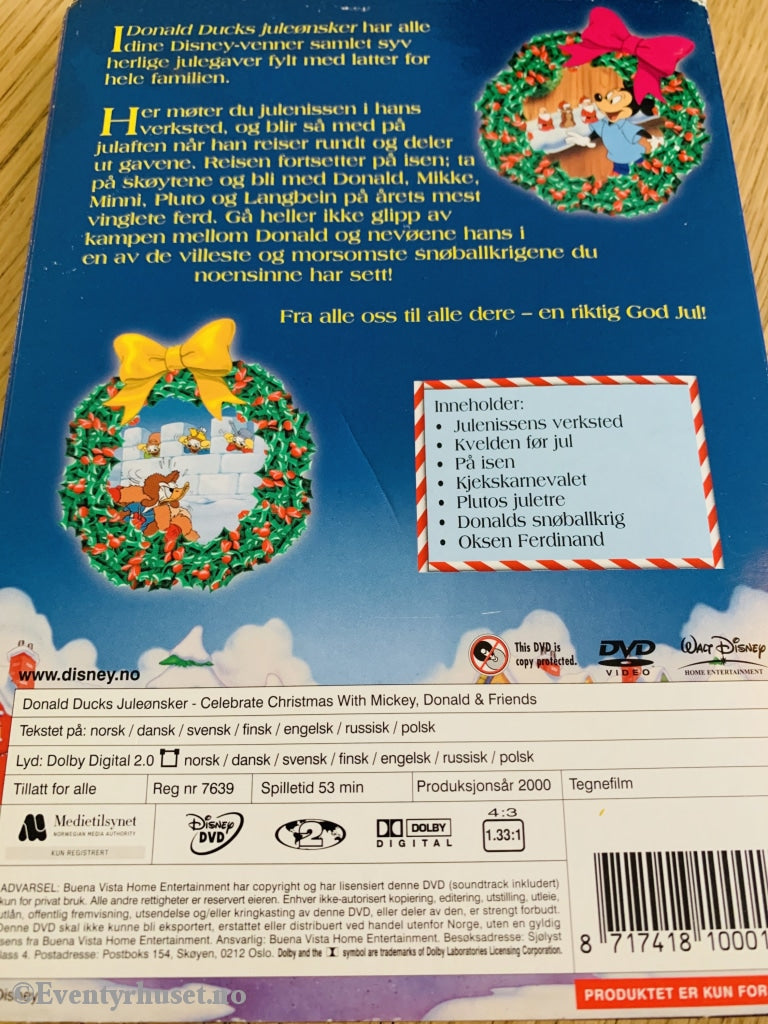 I Donald Ducks juleønsker har alle
dine Disney-venner samlet syv
herlige julegaver fylt med latter for
hele familien.
Her møter du julenissen i hans
verksted, og blir så med på
julaften når han reiser rundt og deler
ut gavene. Reisen fortsetter på isen; ta
på skøytene og bli med Donald, Mikke,
Minni, Pluto og Langbein på årets mest
vinglete ferd. Gå heller ikke glipp av
kampen mellom Donald og nevøene hans i
en av de villeste og morsomste snøballkrigene du
noensinne har sett!
Fra alle oss til alle dere – en riktig God Jul!
Inneholder:
• Julenissens verksted
• Kvelden før jul
• På isen
• Kjekskarnevalet
• Plutos juletre
• Donalds snøballkrig
• Oksen Ferdinand
www.disney.no
This DVD is
copy protected.
DVD
VIDEO
WALT DISNEY
HOME ENTERTAINMENT
Donald Ducks Juleønsker - Celebrate Christmas With Mickey, Donald & Friends
Tekstet på: norsk / dansk / svensk / finsk / engelsk / russisk / polsk
Lyd: Dolby Digital 2.0 norsk / dansk / svensk / finsk / engelsk / russisk / polsk
Tillatt for alle
Reg nr 7639
Spilletid 53 min
Produksjonsår 2000
Tegnefilm
Medietilsynet
NORWEGIAN MEDIA AUTHORITY
KUN REGISTRERT
Disney
DVD
2
DOLBY
DIGITAL
4:3
1.33:1
ADVARSEL: Buena Vista Home Entertainment har copyright og har lisensiert denne DVD (soundtrack inkludert)
kun for privat bruk. Alle andre rettigheter er reservert eieren. Enhver ikke-autorisert kopiering, editering, utstilling, utleie,
utlån, offentlig fremvisning, utsendelse og/eller kringkasting av denne DVD, eller deler av den, er strengt forbudt.
Denne DVD skal ikke kunne bli eksportert, erstattet eller distribuert ved handel utenfor Norge, uten en gyldig
lisens fra Buena Vista Home Entertainment. Ansvarlig: Buena Vista Home Entertainment. Besøksadresse: Sjølyst
Plass 4. Postadresse: Postboks 154, Skøyen, 0212 Oslo. Dolby and the symbol are trademarks of Dolby Laboratories Licensing Corporation.
8 717418 10001
Disney
©Eventyrhuset.no
PRODUKTET ER KUN FOR